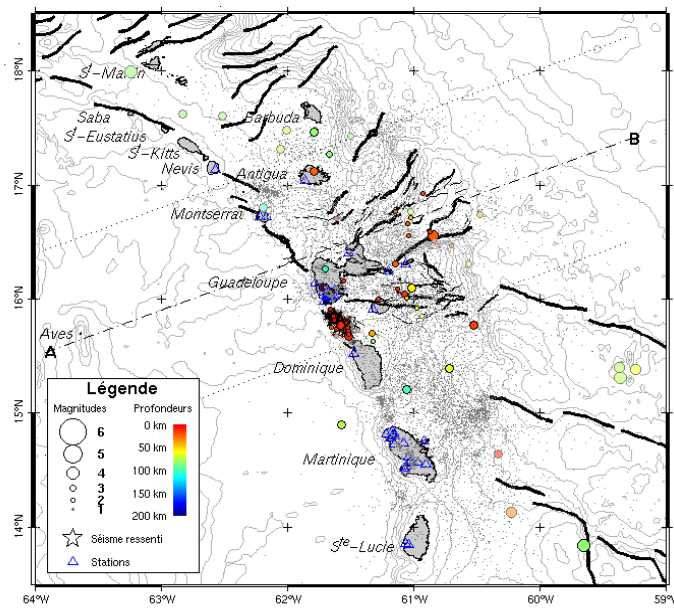 18°N
Sᵗ-Martin
Saba
Barbuda
Sᵗ-Eustatius
B
Sᵗ-Kitts
17°N
Nevis
Antigua
Montserrat
Guadeloupe
16°N
Aves
A
Dominique
Légende
Magnitudes
Profondeurs
6
5
4
3
2
1
0 km
50 km
100 km
150 km
200 km
Séisme ressenti
Stations
15°N
Martinique
14°N
Sᵗᵉ-Lucie
64°W
63°W
62°W
61°W
60°W
59°W